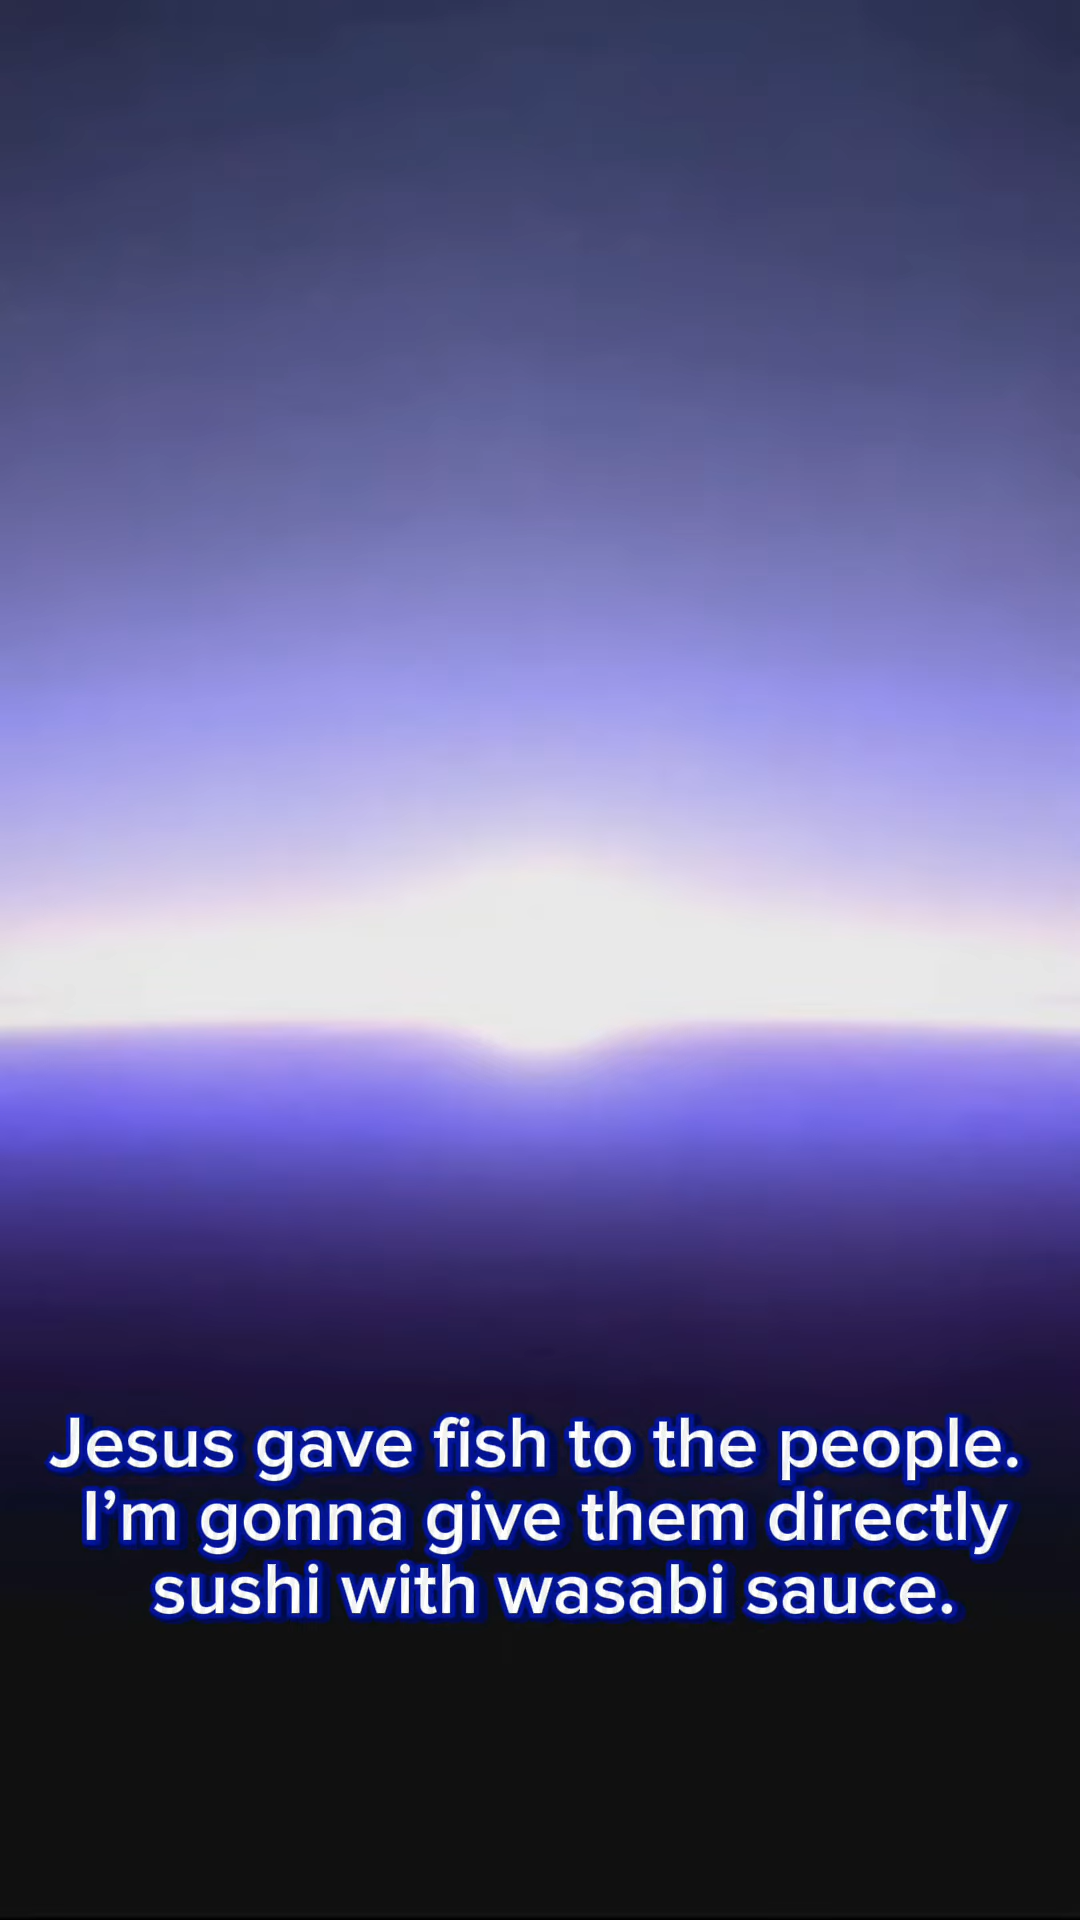 Jesus gave fish to the people.
I’m gonna give them directly
sushi with wasabi sauce.